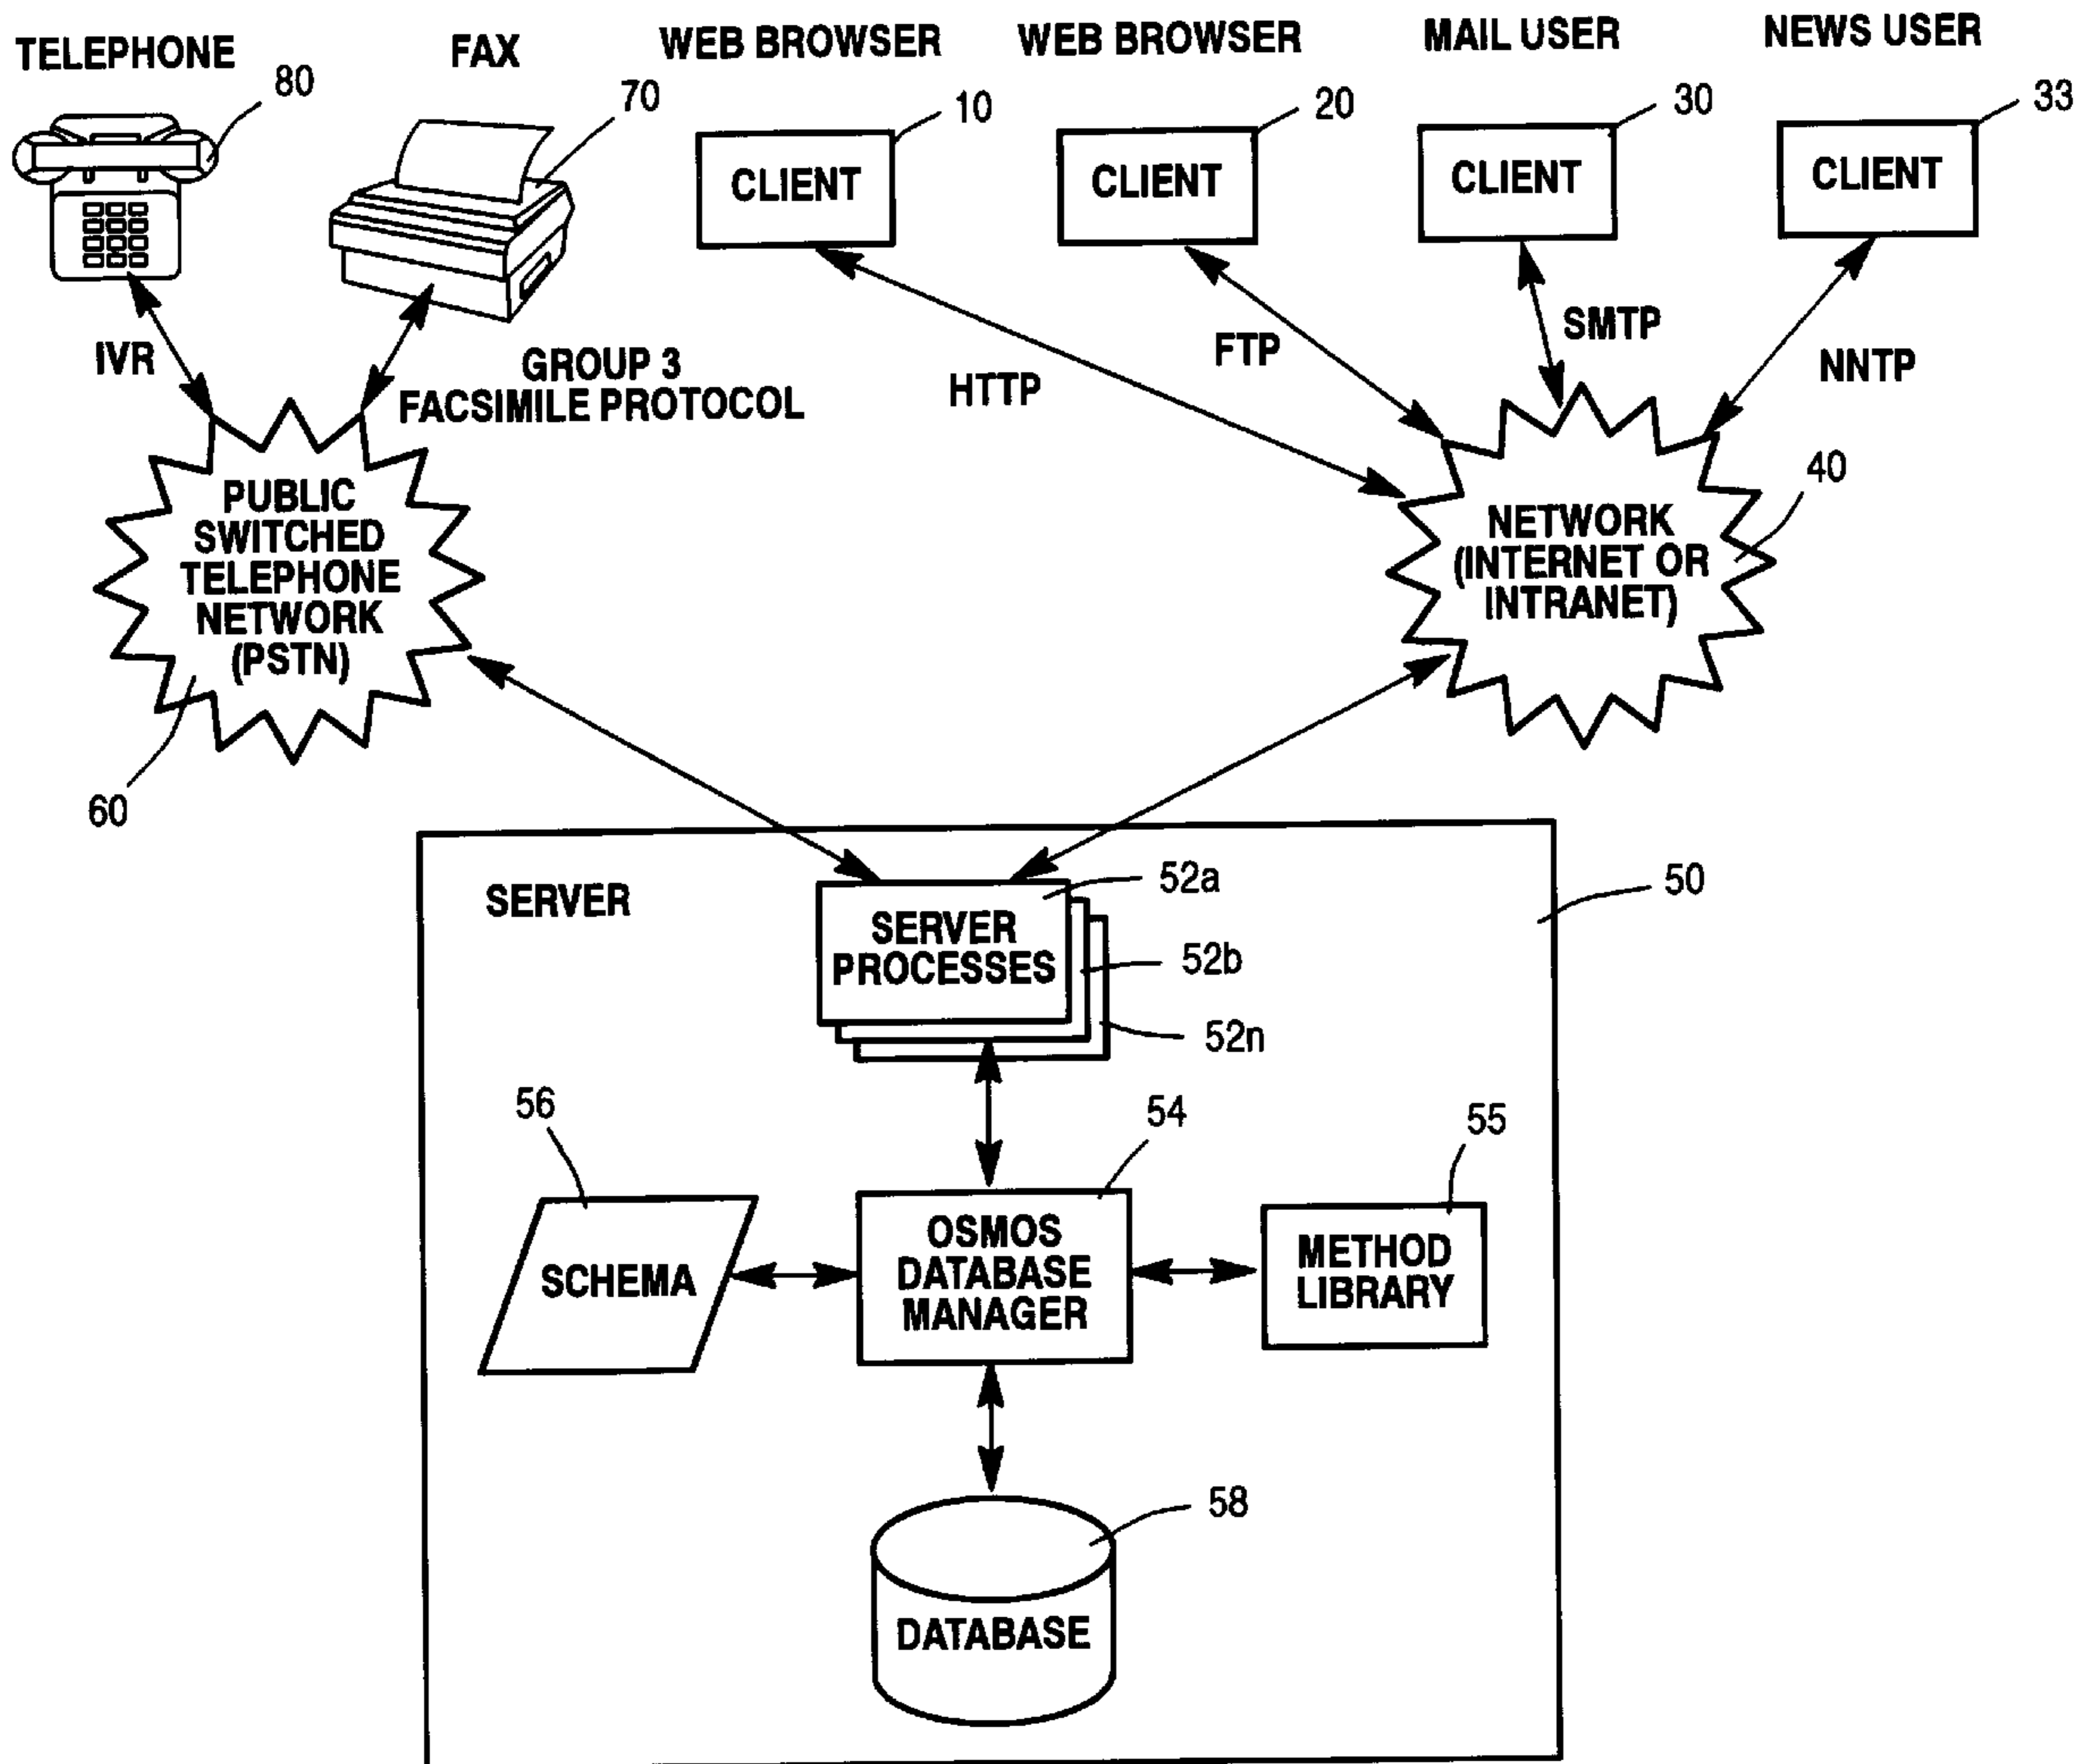 TELEPHONE
FAX
WEB BROWSER
WEB BROWSER
MAIL USER
NEWS USER
80
70
10
20
30
33
CLIENT
CLIENT
CLIENT
CLIENT
IVR
GROUP 3
FACSIMILE PROTOCOL
HTTP
FTP
SMTP
NNTP
PUBLIC
SWITCHED
TELEPHONE
NETWORK
(PSTN)
60
NETWORK
(INTERNET OR
INTRANET)
40
SERVER
50
SERVER
PROCESSES
52a
52b
52n
56
54
55
SCHEMA
OSMOS
DATABASE
MANAGER
METHOD
LIBRARY
58
DATABASE